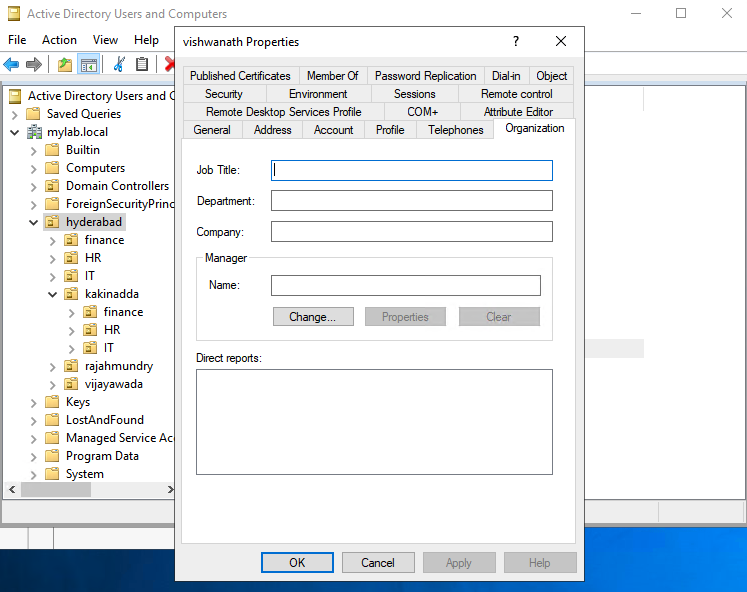 Active Directory Users and Computers
File Action View Help
Active Directory Users and C
Saved Queries
mylab.local
Builtin
Computers
Domain Controllers
ForeignSecurityPrinc
hyderabad
finance
HR
IT
kakinadda
finance
HR
IT
rajahmundry
vijayawada
Keys
LostAndFound
Managed Service Ac
Program Data
System
vishwanath Properties
?
Published Certificates Member Of Password Replication Dial-in Object
Security Environment Sessions Remote control
Remote Desktop Services Profile COM+ Attribute Editor
General Address Account Profile Telephones Organization
Job Title:
Department:
Company:
Manager
Name:
Change... Properties Clear
Direct reports:
OK Cancel Apply Help